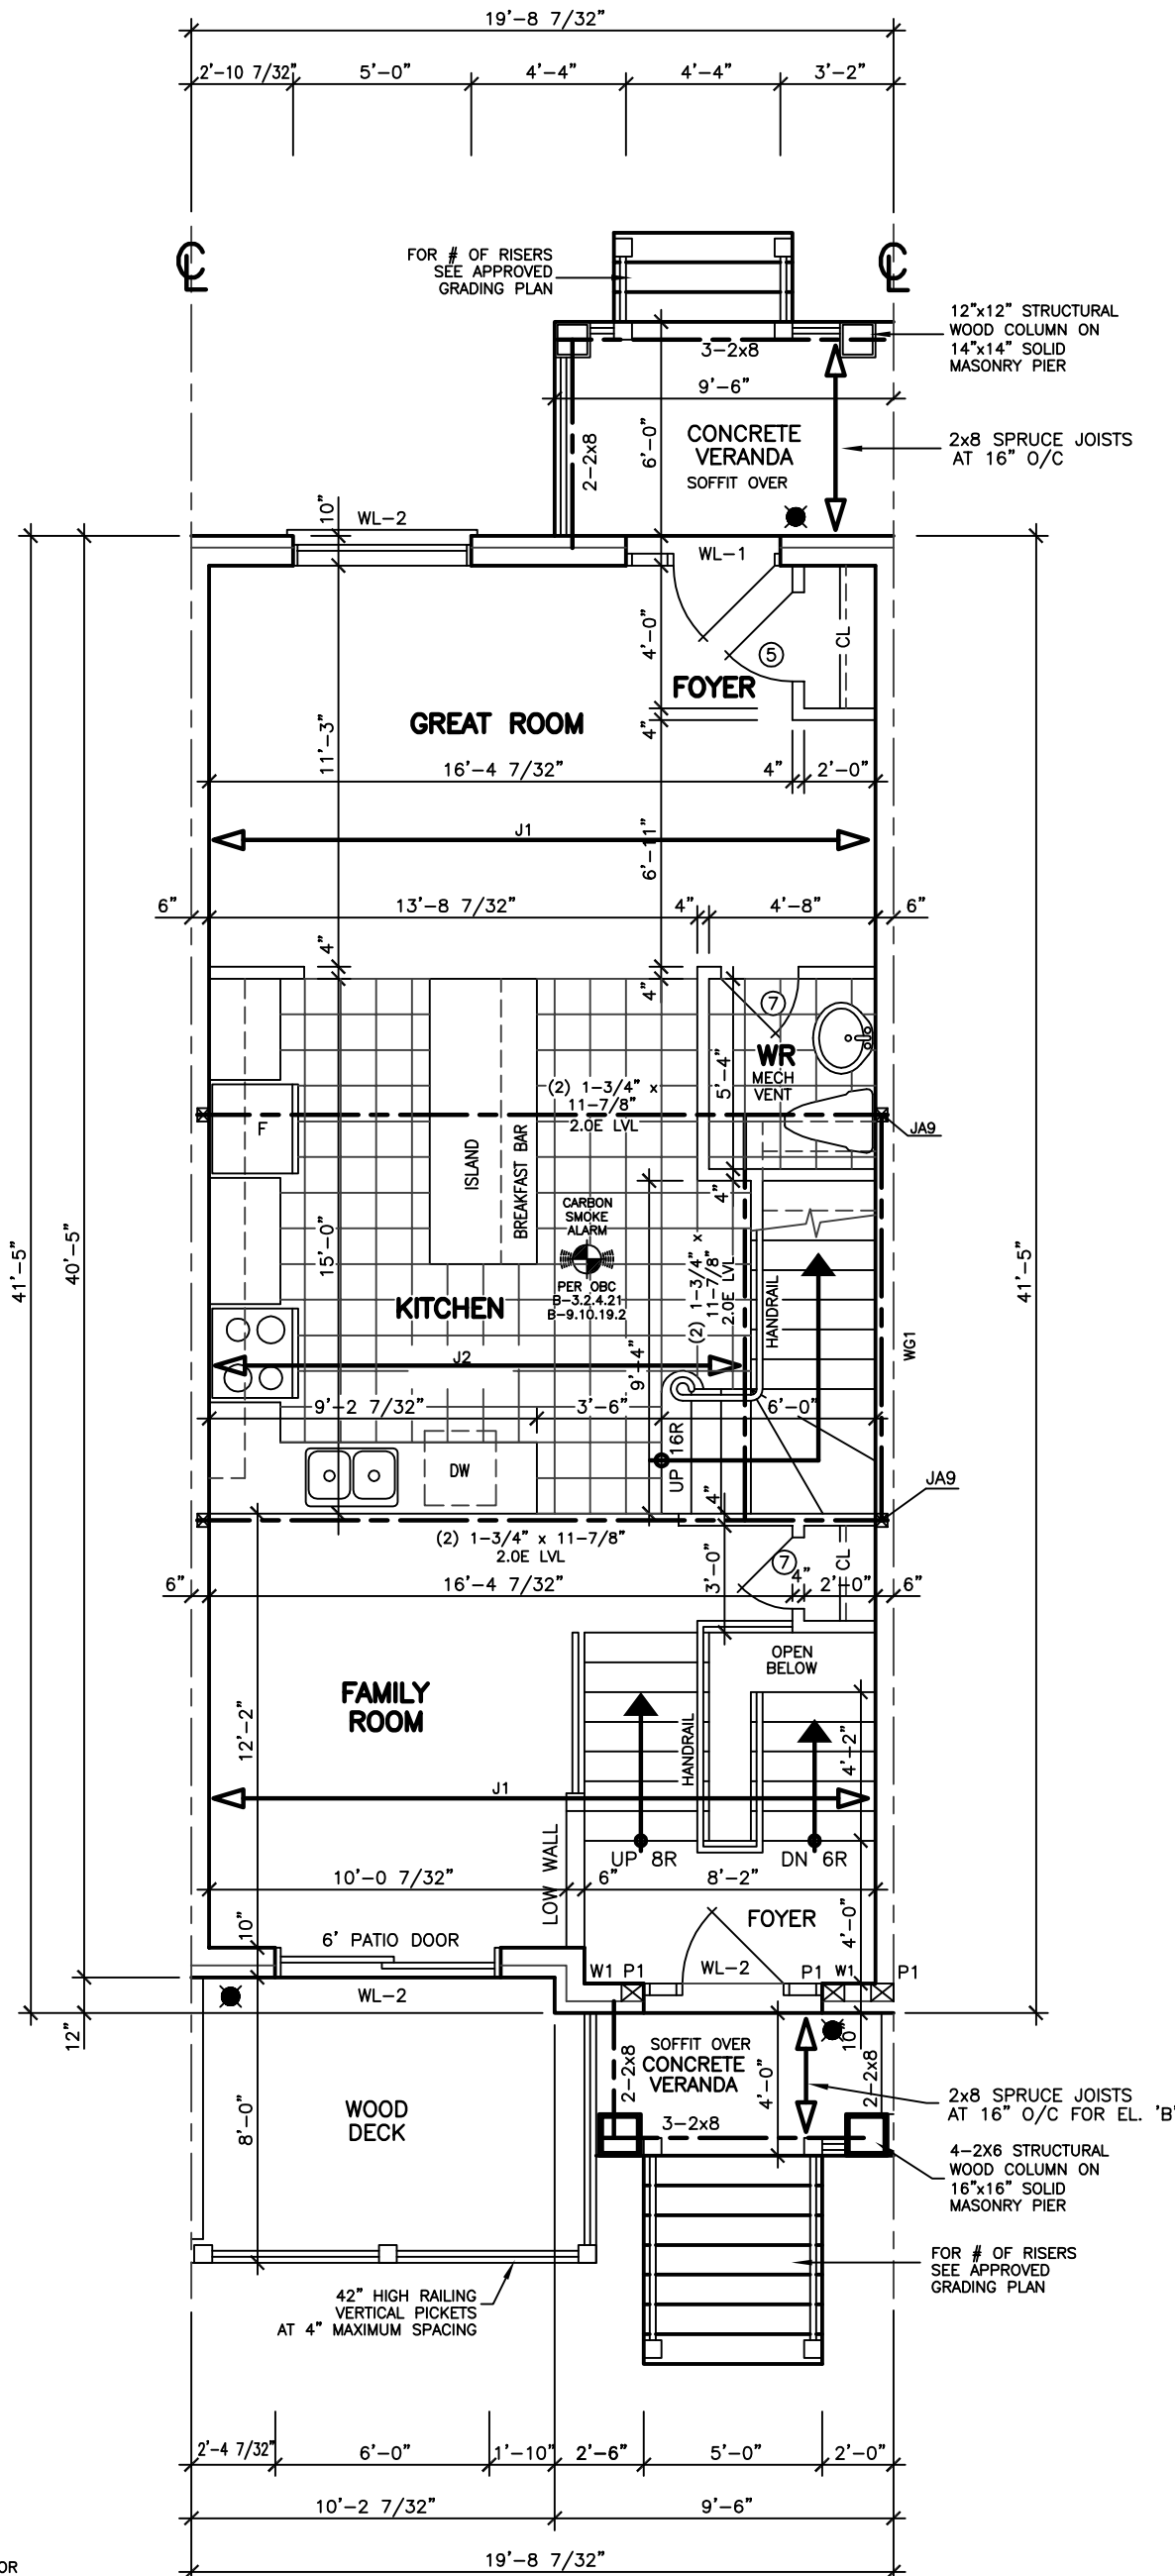 19'-8 7/32"
2'-10 7/32" 5'-0" 4'-4" 4'-4" 3'-2"
FOR # OF RISERS
SEE APPROVED
GRADING PLAN
12"x12" STRUCTURAL
WOOD COLUMN ON
14"x14" SOLID
MASONRY PIER
3-2x8
9'-6"
6'-0"
2-2x8
CONCRETE
VERANDA
SOFFIT OVER
2x8 SPRUCE JOISTS
AT 16" O/C
10"
WL-2
WL-1
4'-0"
CL
5
FOYER
GREAT ROOM
11'-3"
4"
16'-4 7/32" 4" 2'-0"
J1
6'-11"
6" 13'-8 7/32" 4" 4'-8" 6"
4"
4"
7
WR
MECH
VENT
5'-4"
(2) 1-3/4" x
11-7/8"
2.0E LVL
F
ISLAND
BREAKFAST BAR
JA9
4"
CARBON
SMOKE
ALARM
PER OBC
B-3.2.4.21
B-9.10.19.2
15'-0"
KITCHEN
(2) 1-3/4" x
11-7/8"
2.0E LVL
HANDRAIL
WG1
41'-5"
40'-5"
41'-5"
J2
9'-4"
9'-2 7/32" 3'-6" 6'-0"
UP 16R
DW
4"
JA9
(2) 1-3/4" x 11-7/8"
2.0E LVL
3'-0"
7
CL
6" 16'-4 7/32" 4" 2'-0" 6"
OPEN
BELOW
FAMILY
ROOM
12'-2"
HANDRAIL
4'-2"
J1
LOW WALL
UP 8R
DN 6R
10'-0 7/32" 6" 8'-2"
FOYER
4'-0"
10"
6' PATIO DOOR
W1 P1 WL-2 P1 W1 P1
WL-2
12"
10"
SOFFIT OVER
CONCRETE
VERANDA
2-2x8
4'-0"
2-2x8
3-2x8
2x8 SPRUCE JOISTS
AT 16" O/C FOR EL. 'B'
WOOD
DECK
8'-0"
4-2X6 STRUCTURAL
WOOD COLUMN ON
16"x16" SOLID
MASONRY PIER
FOR # OF RISERS
SEE APPROVED
GRADING PLAN
42" HIGH RAILING
VERTICAL PICKETS
AT 4" MAXIMUM SPACING
2'-4 7/32" 6'-0" 1'-10" 2'-6" 5'-0" 2'-0"
10'-2 7/32" 9'-6"
19'-8 7/32"
OR